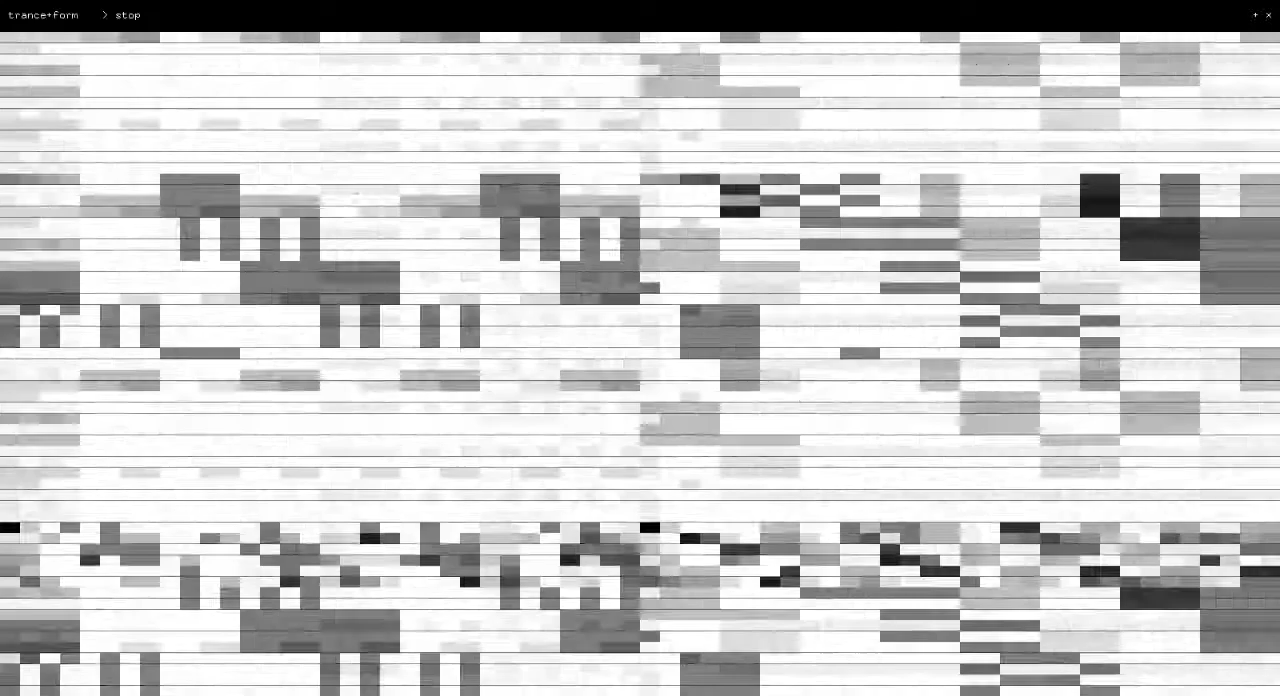 trance+form > stop + ×